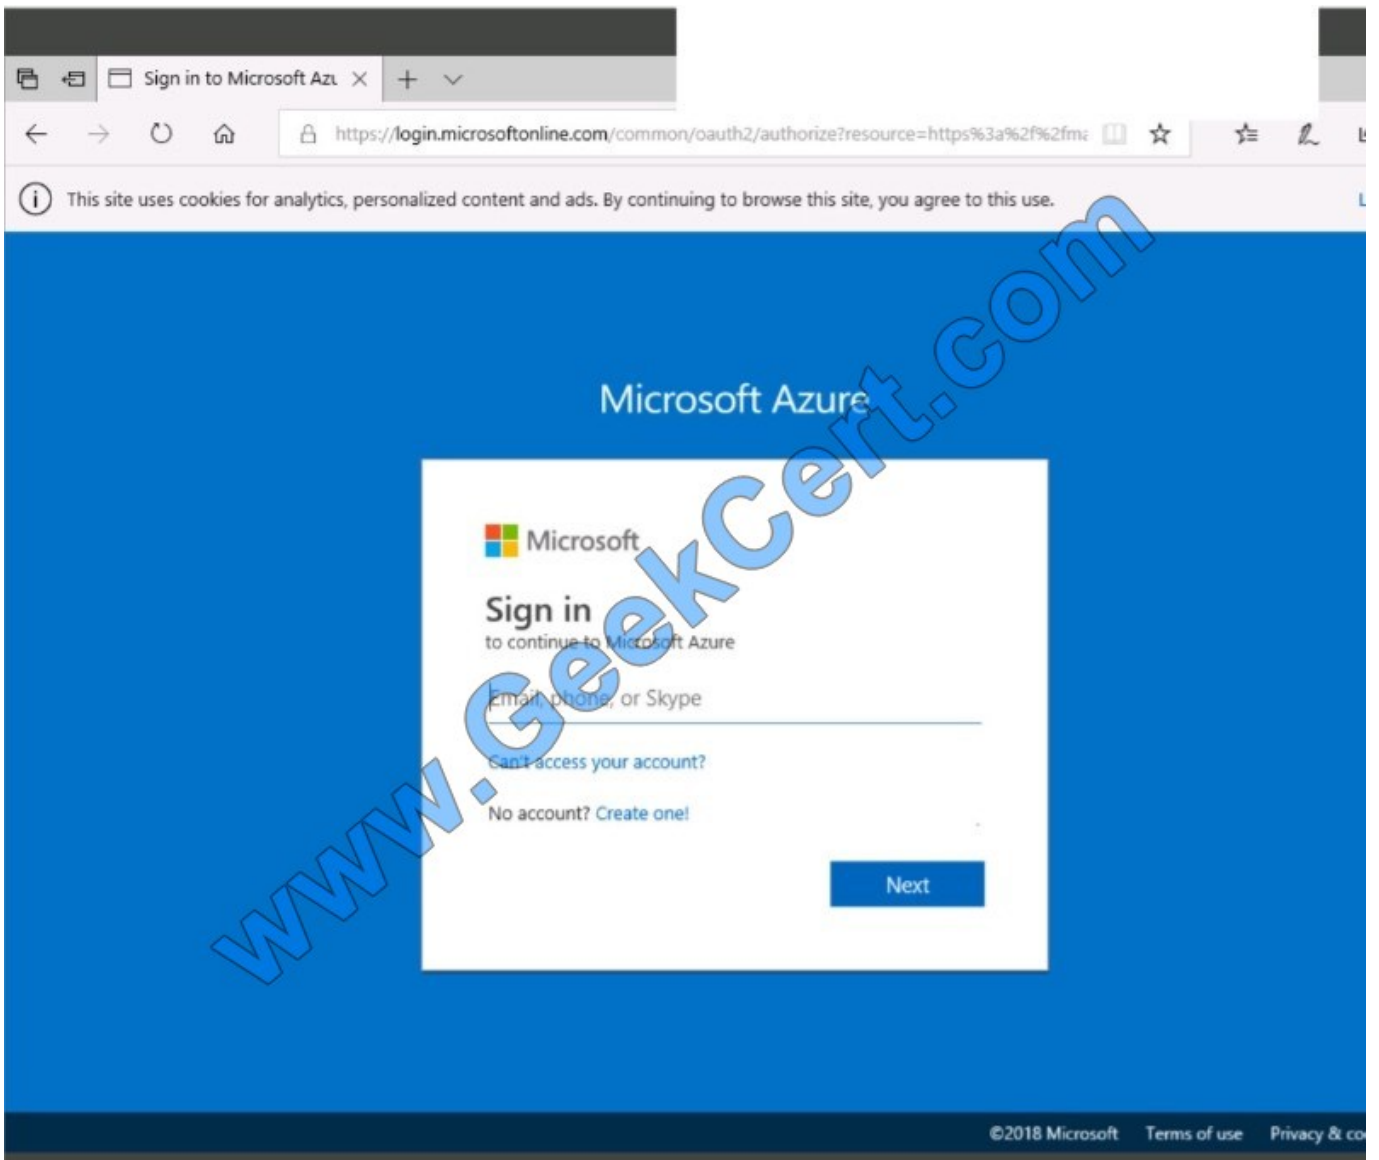 Sign in to Microsoft Azu
https://login.microsoftonline.com/common/oauth2/authorize?resource=https%3a%2f%2fma
This site uses cookies for analytics, personalized content and ads. By continuing to browse this site, you agree to this use.
L
Microsoft Azure
Microsoft
Sign in
to continue to Microsoft Azure
Email, phone, or Skype
Can't access your account?
No account? Create one!
Next
www.GeekCert.com
©2018 Microsoft Terms of use Privacy & co